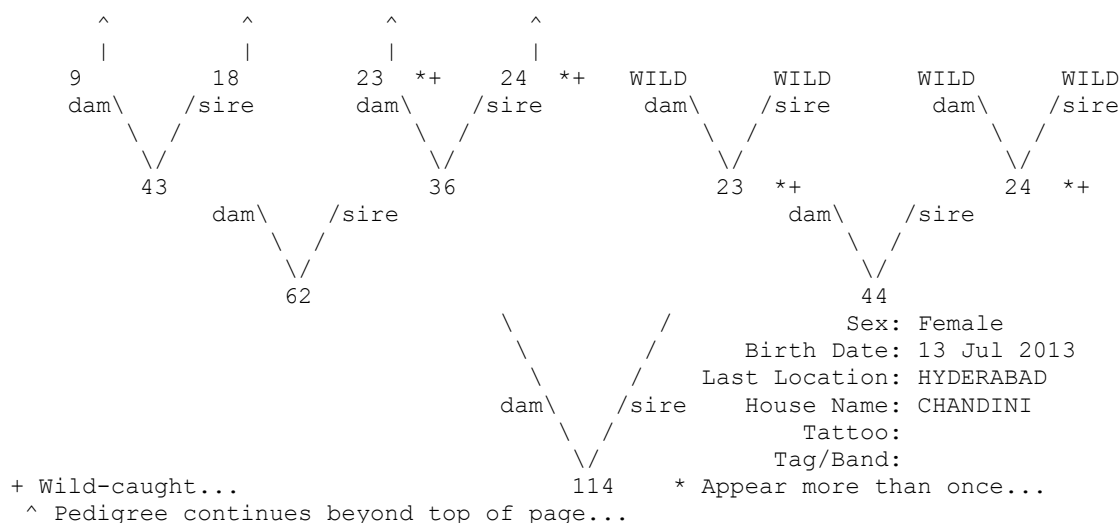 ^ ^ ^ ^
| | | |
9 18 23 *+ 24 *+ WILD WILD WILD WILD
dam\ /sire dam\ /sire dam\ /sire dam\ /sire
\ / \ / \ / \ /
\/ \/ \/ \/
43 36 23 *+ 24 *+
dam\ /sire dam\ /sire
\ / \ /
\ / \ /
\/ \/
62 44
\ / Sex: Female
\ / Birth Date: 13 Jul 2013
\ / Last Location: HYDERABAD
dam\ /sire House Name: CHANDINI
\ / Tattoo:
\/ Tag/Band:
+ Wild-caught... 114 * Appear more than once...
^ Pedigree continues beyond top of page...